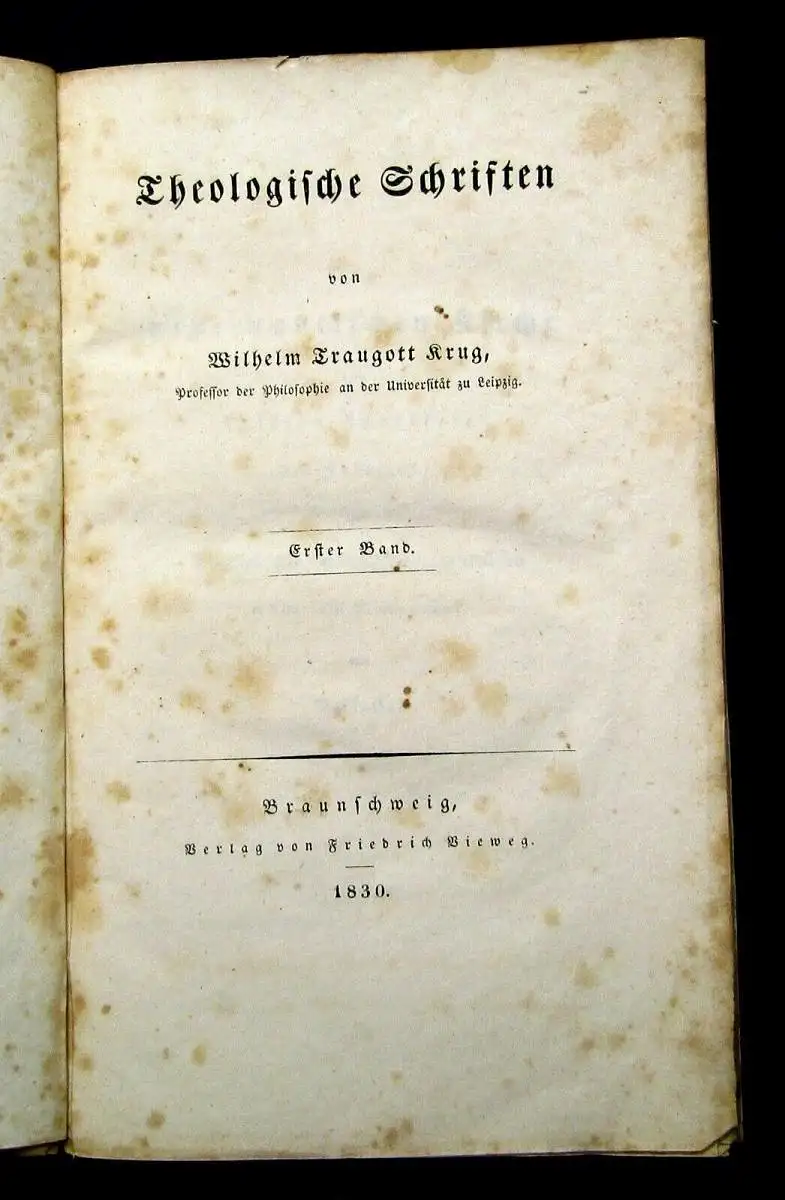 Theologische Schriften
von
Wilhelm Traugott Krug,
Professor der Philosophie an der Universität zu Leipzig.
Erster Band.
Braunschweig,
Verlag von Friedrich Vieweg.
1830.